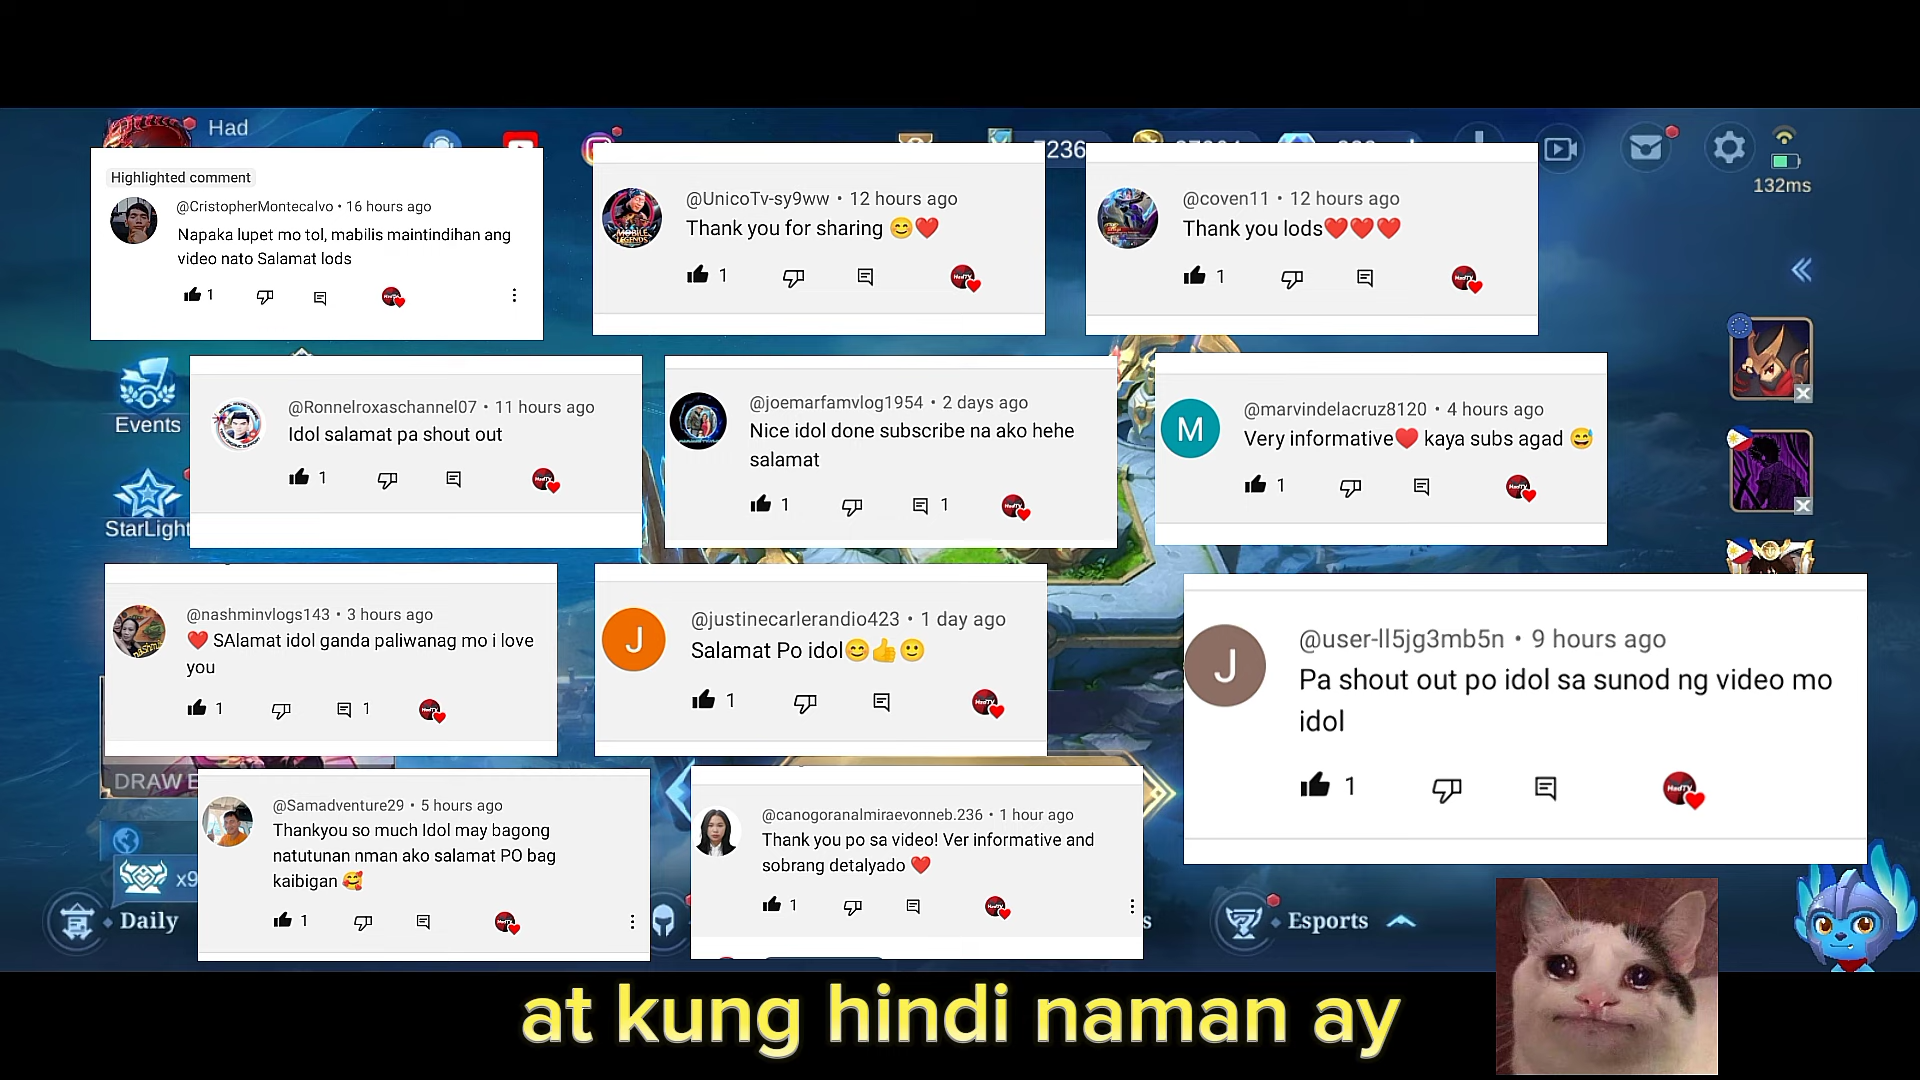 Had
7236
132ms
Highlighted comment
@CristopherMontecalvo • 16 hours ago
Napaka lupet mo tol, mabilis maintindihan ang
video nato Salamat lods
1
@UnicoTv-sy9ww • 12 hours ago
Thank you for sharing 😊❤️
1
@coven11 • 12 hours ago
Thank you lods❤️❤️❤️
1
Events
StarLight
@Ronnelroxaschannel07 • 11 hours ago
Idol salamat pa shout out
1
@joemarfamvlog1954 • 2 days ago
Nice idol done subscribe na ako hehe
salamat
1 1
@marvindelacruz8120 • 4 hours ago
Very informative❤️ kaya subs agad 😅
1
@nashminvlogs143 • 3 hours ago
❤️ SAlamat idol ganda paliwanag mo i love
you
1 1
@justinecarlerandio423 • 1 day ago
Salamat Po idol😊👍🙂
1
@user-ll5jg3mb5n • 9 hours ago
Pa shout out po idol sa sunod ng video mo
idol
1
DRAW E
@Samadventure29 • 5 hours ago
Thankyou so much Idol may bagong
natutunan nman ako salamat PO bag
kaibigan 🥰
1
@canogoranalmiraevonneb.236 • 1 hour ago
Thank you po sa video! Ver informative and
sobrang detalyado ❤️
1
x9
Daily
s
Esports
at kung hindi naman ay